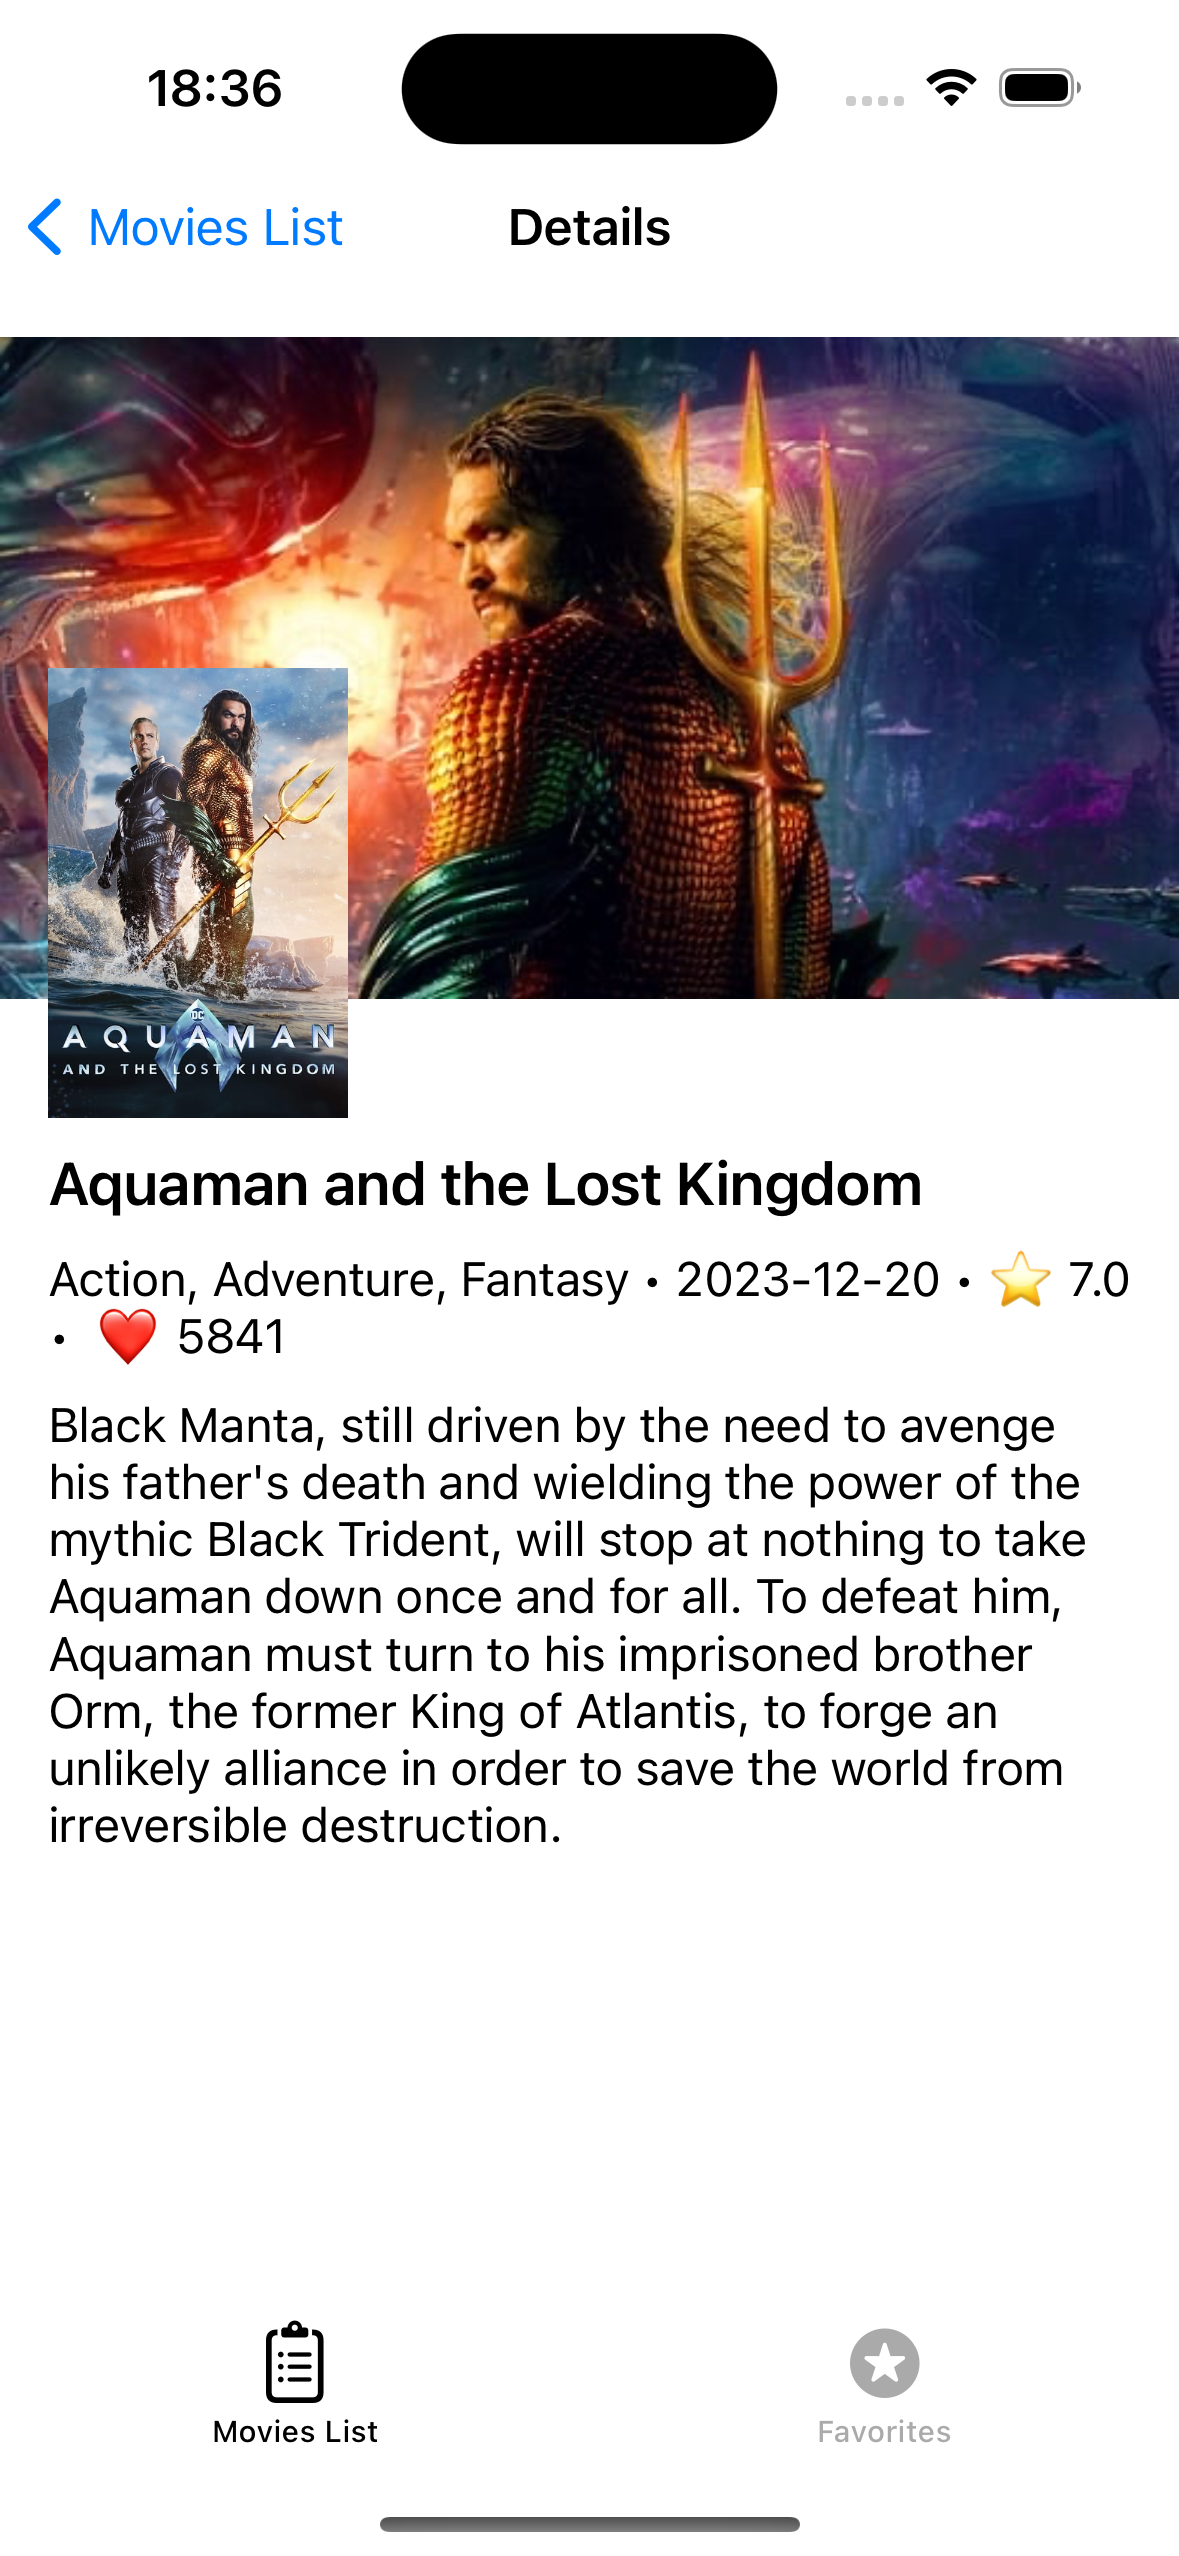 18:36
Movies List
Details
DC
AQUAMAN
AND THE LOST KINGDOM
Aquaman and the Lost Kingdom
Action, Adventure, Fantasy • 2023-12-20 • ⭐ 7.0
• ❤️ 5841
Black Manta, still driven by the need to avenge
his father's death and wielding the power of the
mythic Black Trident, will stop at nothing to take
Aquaman down once and for all. To defeat him,
Aquaman must turn to his imprisoned brother
Orm, the former King of Atlantis, to forge an
unlikely alliance in order to save the world from
irreversible destruction.
Movies List
Favorites